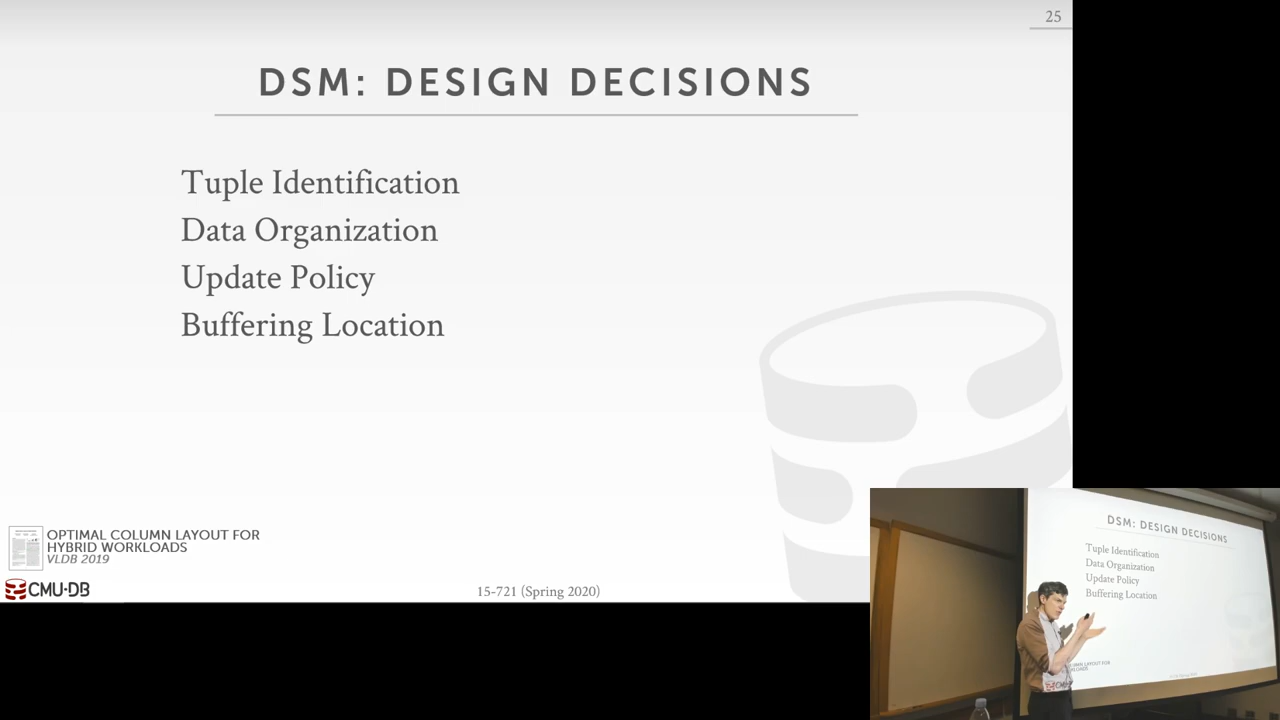 25
DSM: DESIGN DECISIONS
Tuple Identification
Data Organization
Update Policy
Buffering Location
OPTIMAL COLUMN LAYOUT FOR
HYBRID WORKLOADS
VLDB 2019
CMU·DB
15-721 (Spring 2020)
DSM: DESIGN DECISIONS
Tuple Identification
Data Organization
Update Policy
Buffering Location